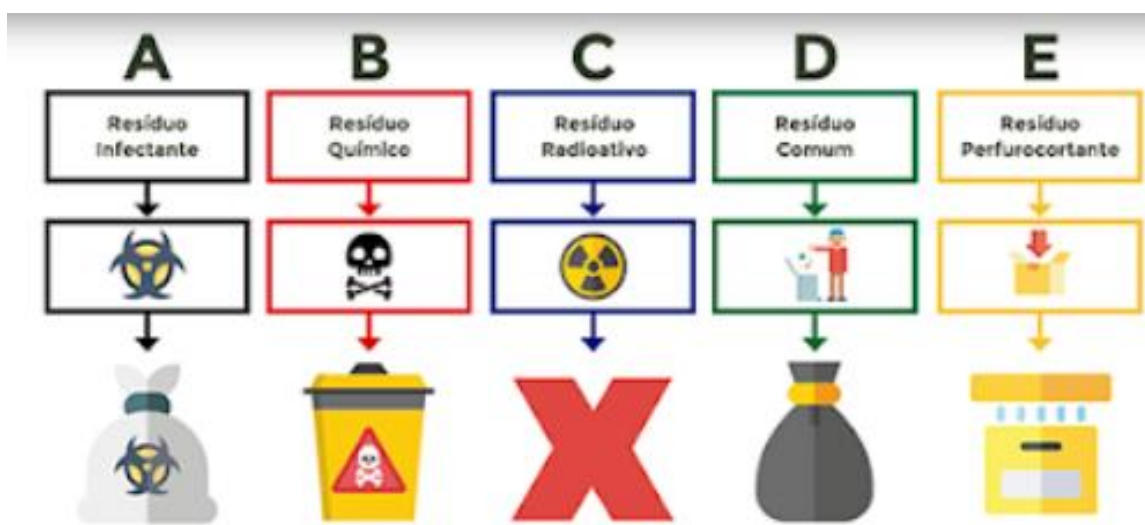 A
B
C
D
E
Resíduo
Infectante
Resíduo
Químico
Resíduo
Radioativo
Resíduo
Comum
Resíduo
Perfurocortante